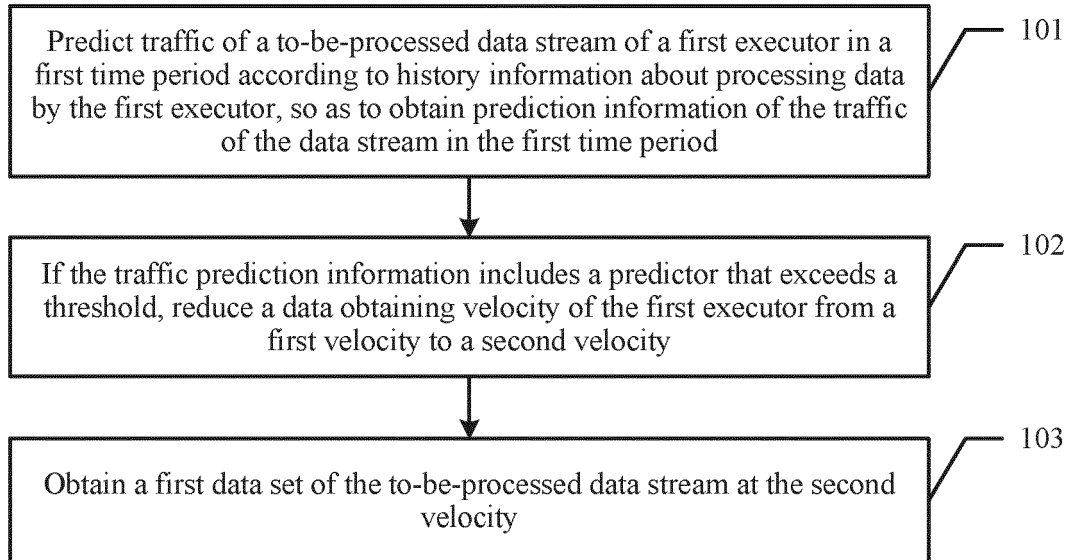 Predict traffic of a to-be-processed data stream of a first executor in a
first time period according to history information about processing data
by the first executor, so as to obtain prediction information of the traffic
of the data stream in the first time period
101
If the traffic prediction information includes a predictor that exceeds a
threshold, reduce a data obtaining velocity of the first executor from a
first velocity to a second velocity
102
Obtain a first data set of the to-be-processed data stream at the second
velocity
103